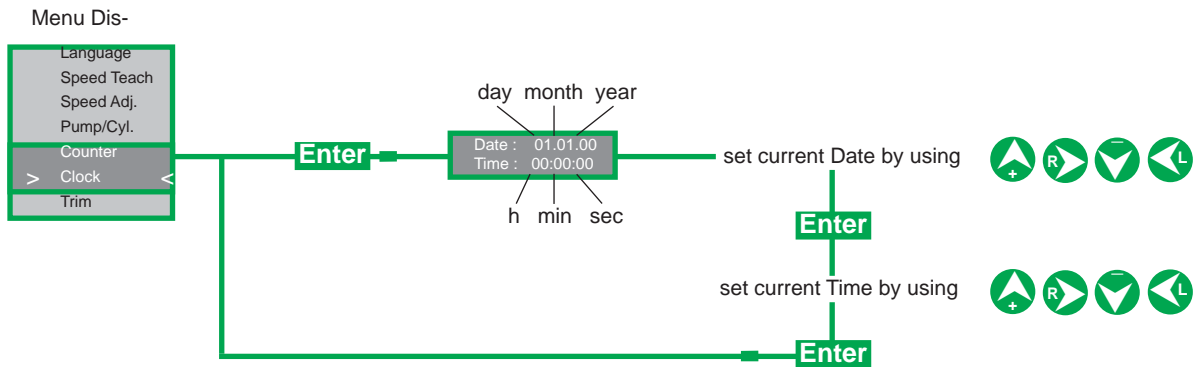 Menu Dis-
Language
Speed Teach
Speed Adj.
Pump/Cyl.
Counter
> Clock <
Trim
Enter
day month year
Date : 01.01.00
Time : 00:00:00
h min sec
set current Date by using
+ R – L
Enter
set current Time by using
+ R – L
Enter